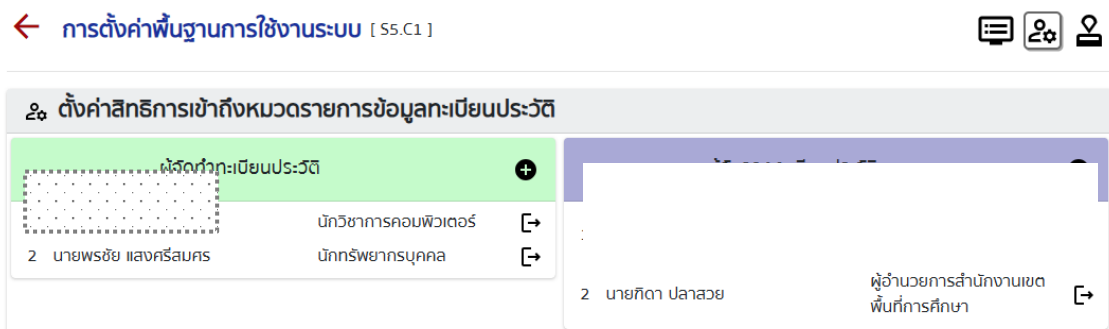 การตั้งค่าพื้นฐานการใช้งานระบบ [ S5.C1 ]
ตั้งค่าสิทธิการเข้าถึงหมวดรายการข้อมูลทะเบียนประวัติ
ผู้จัดทำทะเบียนประวัติ
นักวิชาการคอมพิวเตอร์
2 นายพรชัย แสงศรีสมศร นักทรัพยากรบุคคล
2 นายทิดา ปลาสวย ผู้อำนวยการสำนักงานเขต
พื้นที่การศึกษา